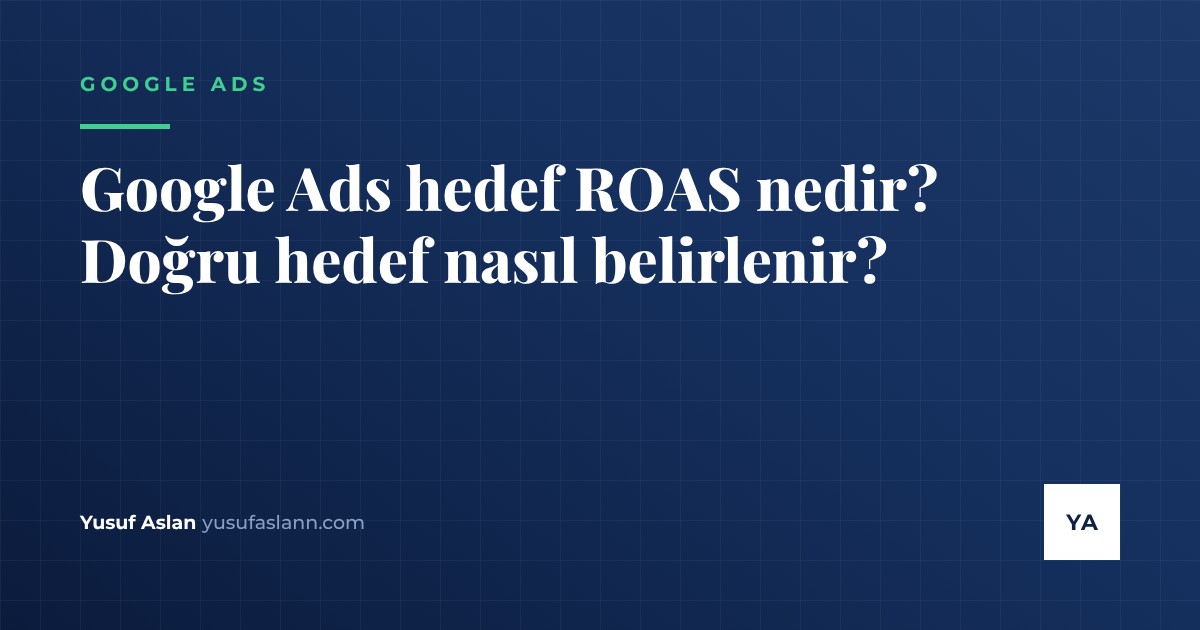 GOOGLE ADS
Google Ads hedef ROAS nedir?
Doğru hedef nasıl belirlenir?
Yusuf Aslan yusufaslann.com
YA